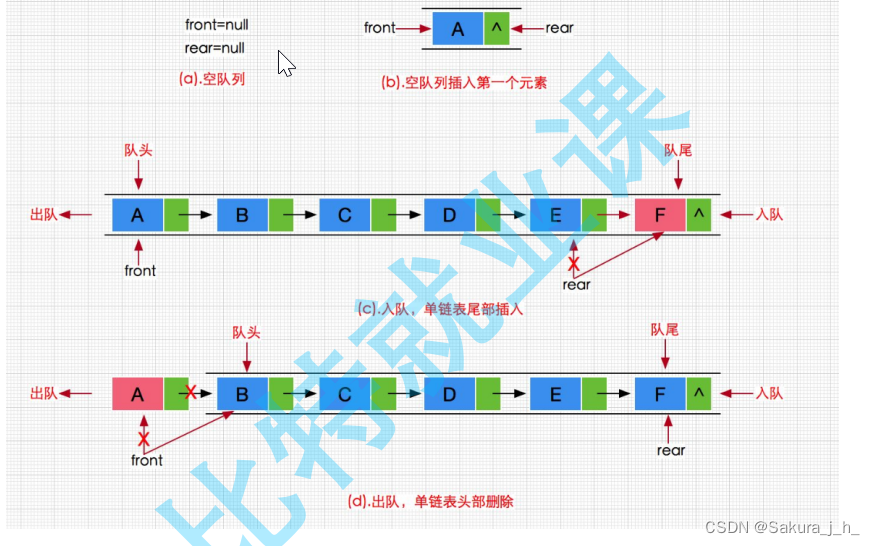 front=null
rear=null
(a).空队列
front
A
^
rear
(b).空队列插入第一个元素
队头
队尾
出队
A
B
C
D
E
F
^
入队
front
rear
(c).入队，单链表尾部插入
队头
队尾
出队
A
B
C
D
E
F
^
入队
X
X
X
front
rear
(d).出队，单链表头部删除
比特就业课
CSDN @Sakura_j_h_